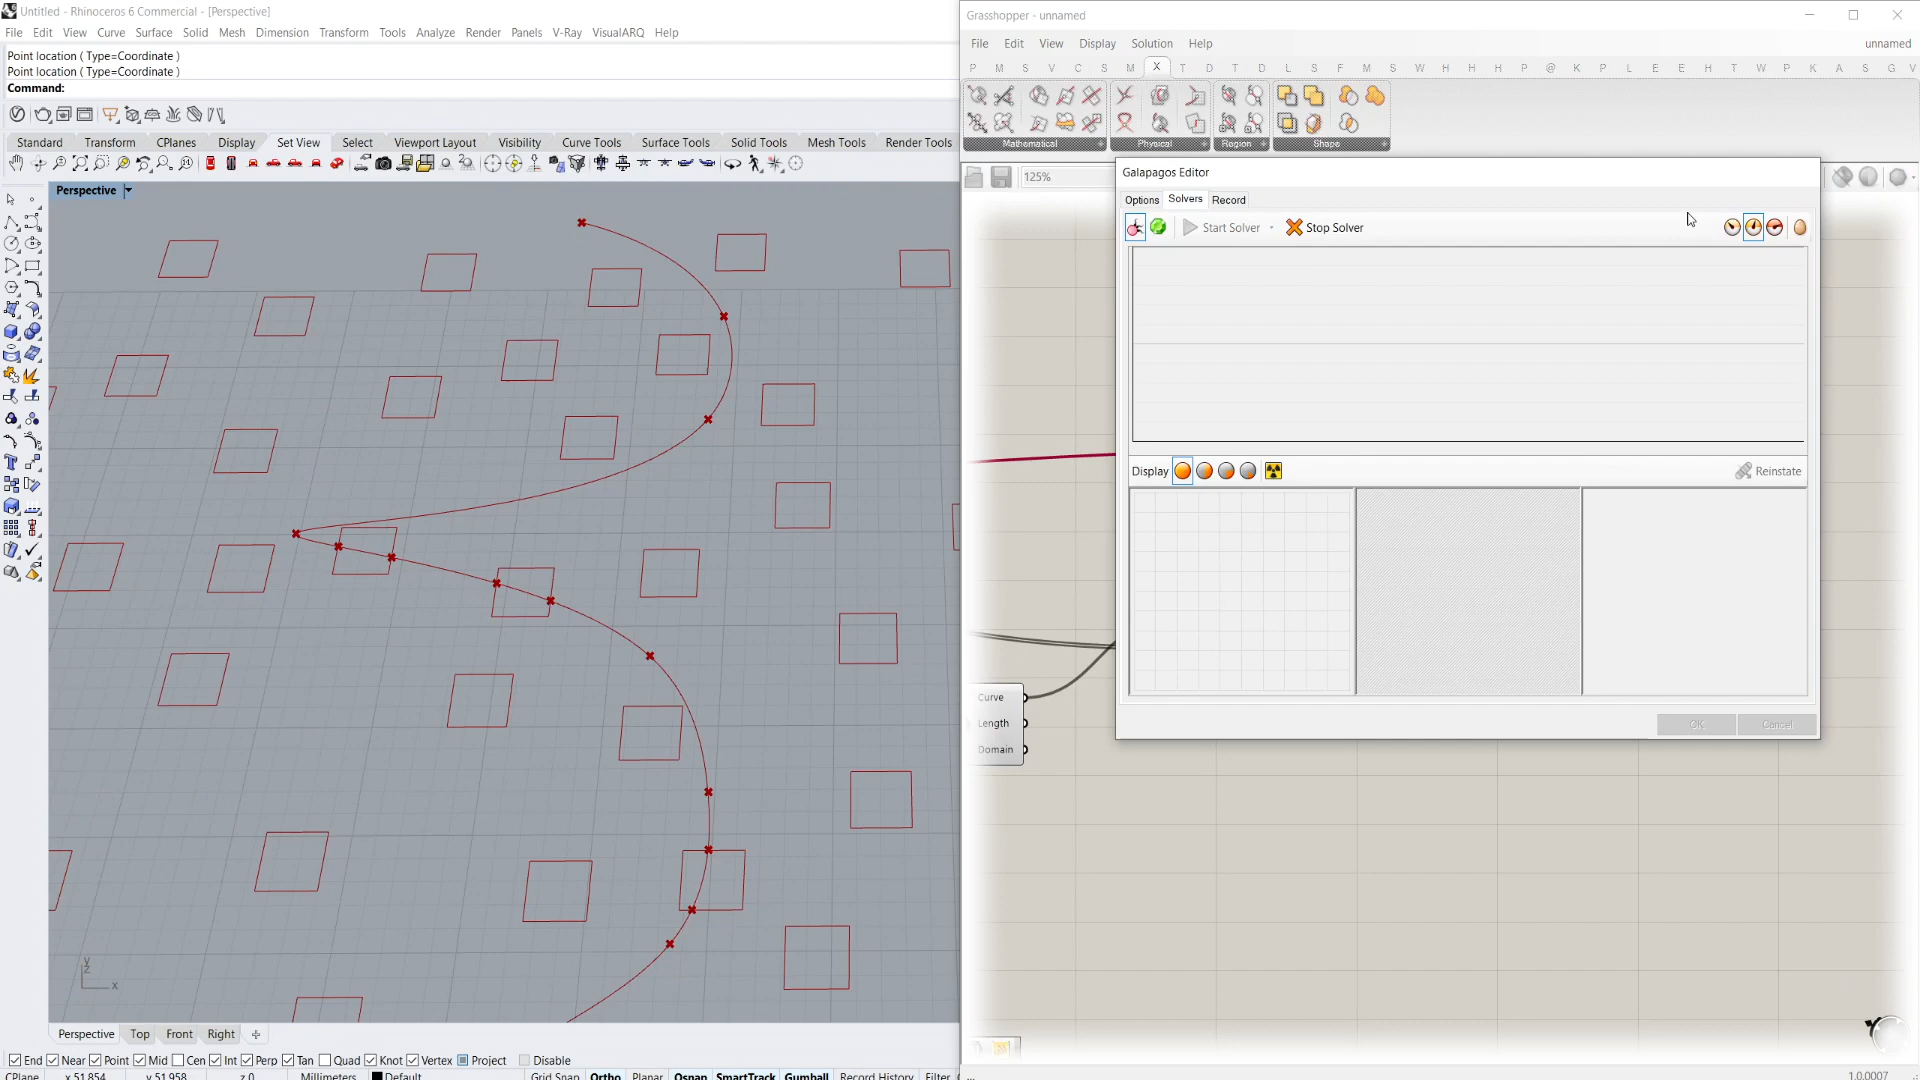 Untitled - Rhinoceros 6 Commercial - [Perspective]
File Edit View Curve Surface Solid Mesh Dimension Transform Tools Analyze Render Panels V-Ray VisualARQ Help
Point location ( Type=Coordinate )
Point location ( Type=Coordinate )
Command:
Standard Transform CPlanes Display Set View Select Viewport Layout Visibility Curve Tools Surface Tools Solid Tools Mesh Tools Render Tools
Perspective
y
z
x
Perspective Top Front Right
End Near Point Mid Cen Int Perp Tan Quad Knot Vertex Project Disable
CPlane x 51.854 y 51.958 z 0 Millimeters Default Grid Snap Ortho Planar Osnap SmartTrack Gumball Record History Filter
Grasshopper - unnamed
File Edit View Display Solution Help unnamed
P M S V C S M X T D T D L S F M S W H H H P @ K P L E E H T W P K A S G V
Mathematical Physical Region Shape
125%
Galapagos Editor
Options Solvers Record
Start Solver Stop Solver
Display Reinstate
OK Cancel
Curve
Length
Domain
... 1.0.0007